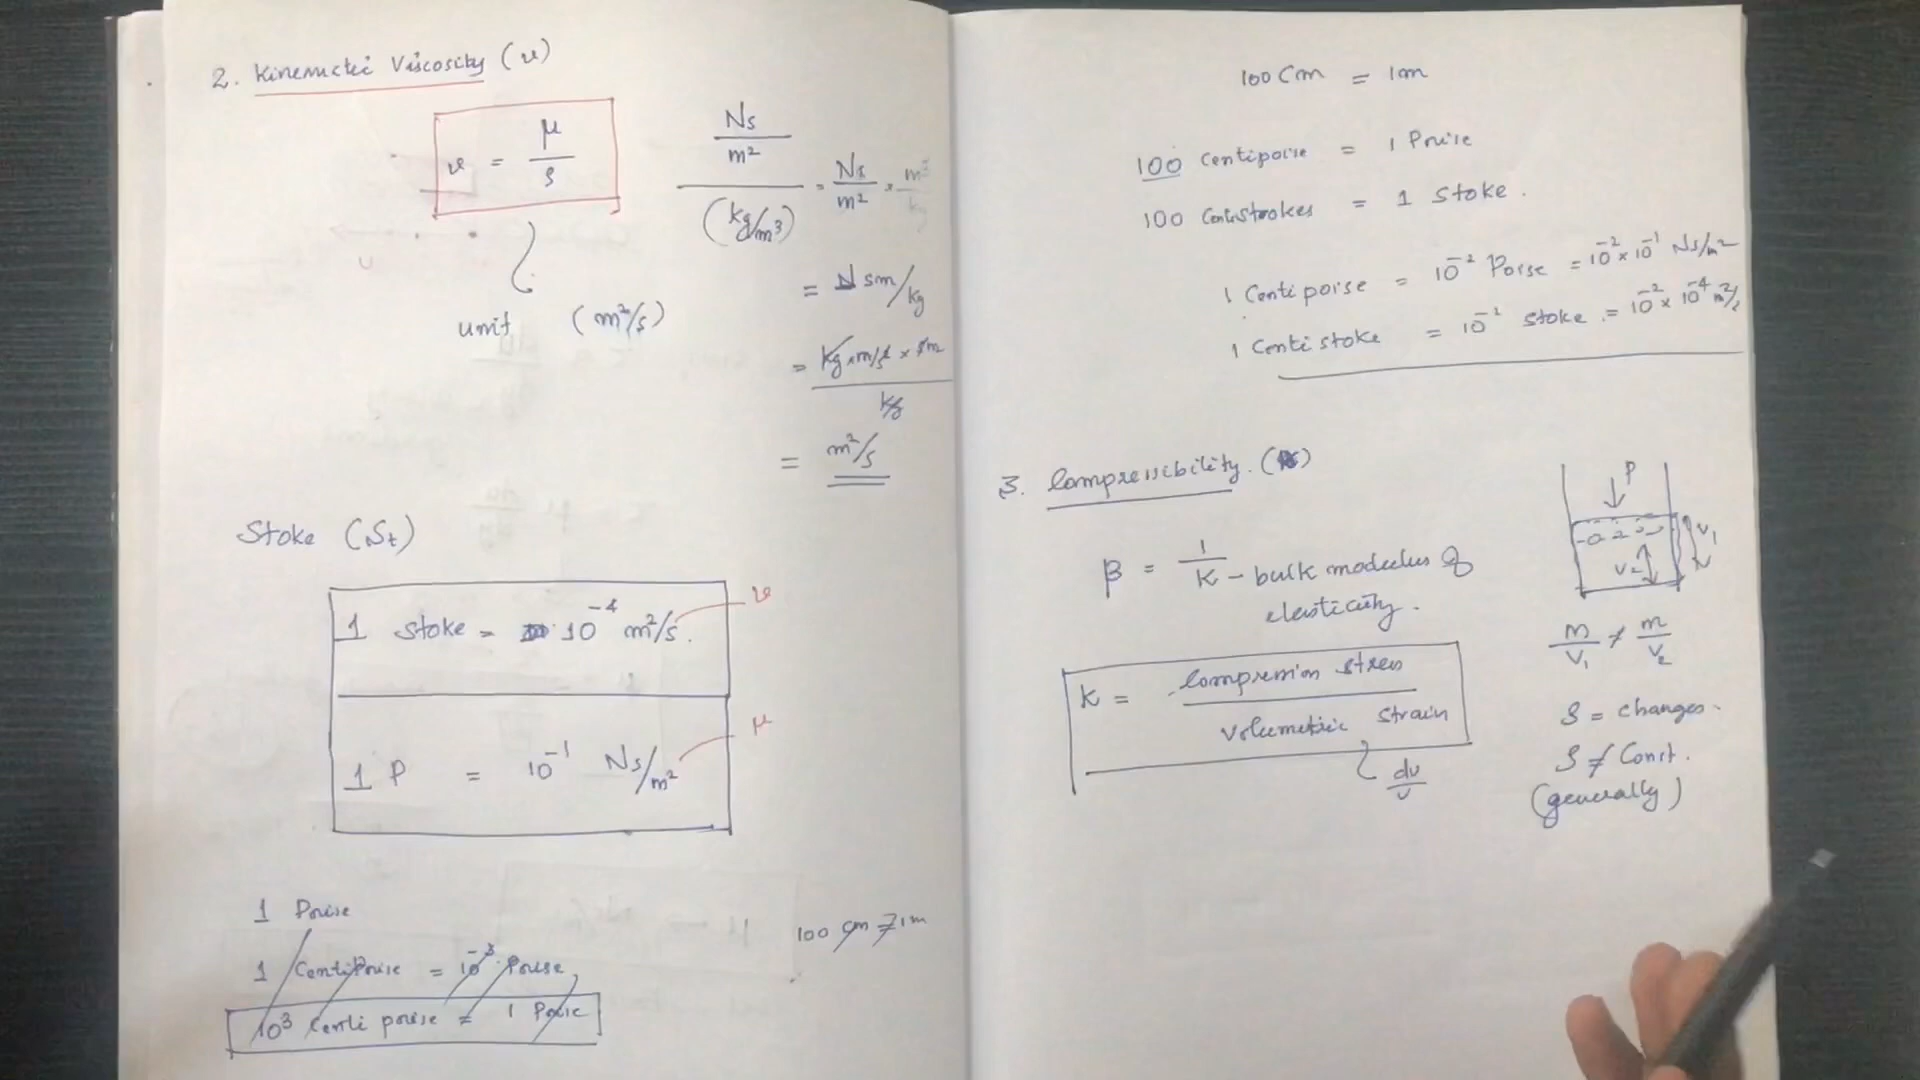 2. Kinematic Viscosity (ν)
ν = μ/ρ
unit (m²/s)
Ns/m² / (kg/m³) = Ns/m² × m³/kg
= N sm/kg
= kg×m/s² × sm / kg
= m²/s
Stoke (St)
1 Stoke = 10⁻⁴ m²/s. ν
1 P = 10⁻¹ Ns/m² μ
1 Poise
1 CentiPoise = 10⁻³ Poise
10³ Centi poise = 1 Poise
100 cm = 1m
100 Cm = 1m
100 Centipoise = 1 Poise
100 Centistrokes = 1 Stoke.
1 Centipoise = 10⁻² Poise = 10⁻² × 10⁻¹ Ns/m²
1 Centistoke = 10⁻² stoke = 10⁻² × 10⁻⁴ m²/s
3. Compressibility. ( )
β = 1/K – bulk modulus of
elasticity.
K = compression stress / volumetric strain
dv/v
P
V1
V2
m/V₁ ≠ m/V₂
ρ = changes.
ρ ≠ Const.
(generally)